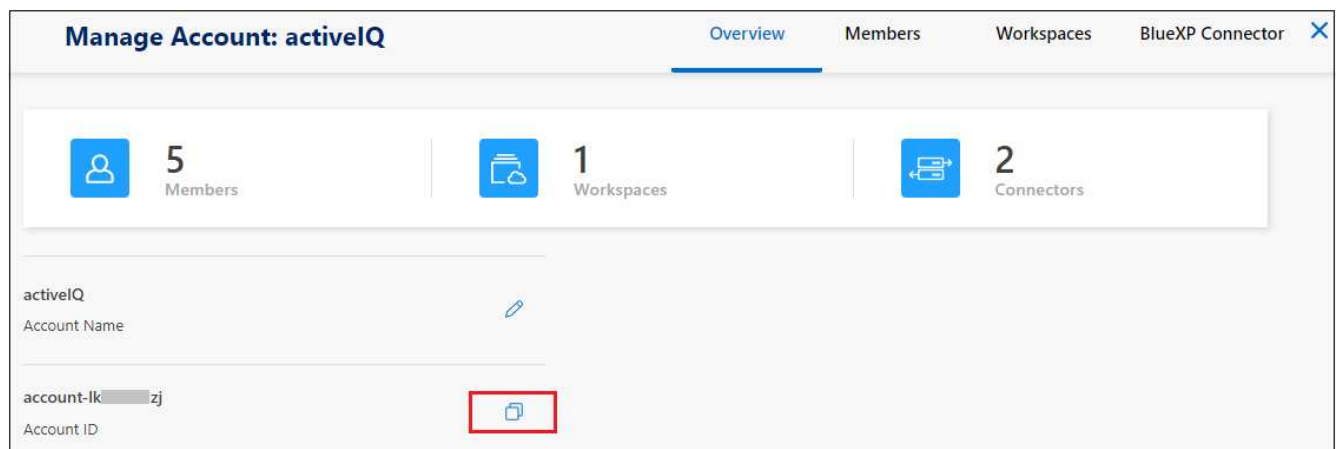 Manage Account: activeIQ
Overview
Members
Workspaces
BlueXP Connector
5
Members
1
Workspaces
2
Connectors
activeIQ
Account Name
account-lk zj
Account ID